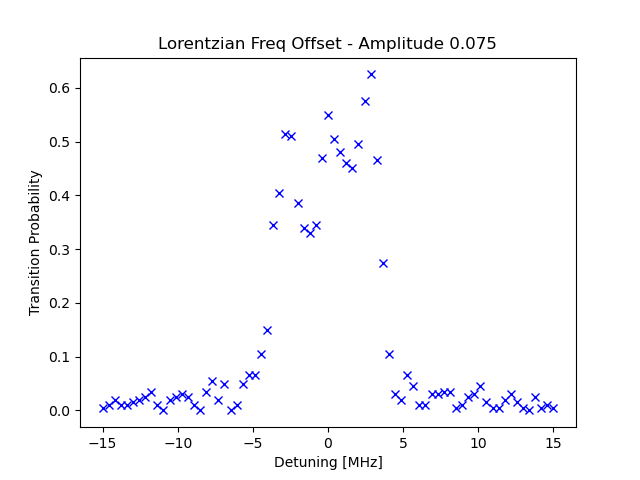 Lorentzian Freq Offset - Amplitude 0.075
Transition Probability
0.6
0.5
0.4
0.3
0.2
0.1
0.0
−15 −10 −5 0 5 10 15
Detuning [MHz]